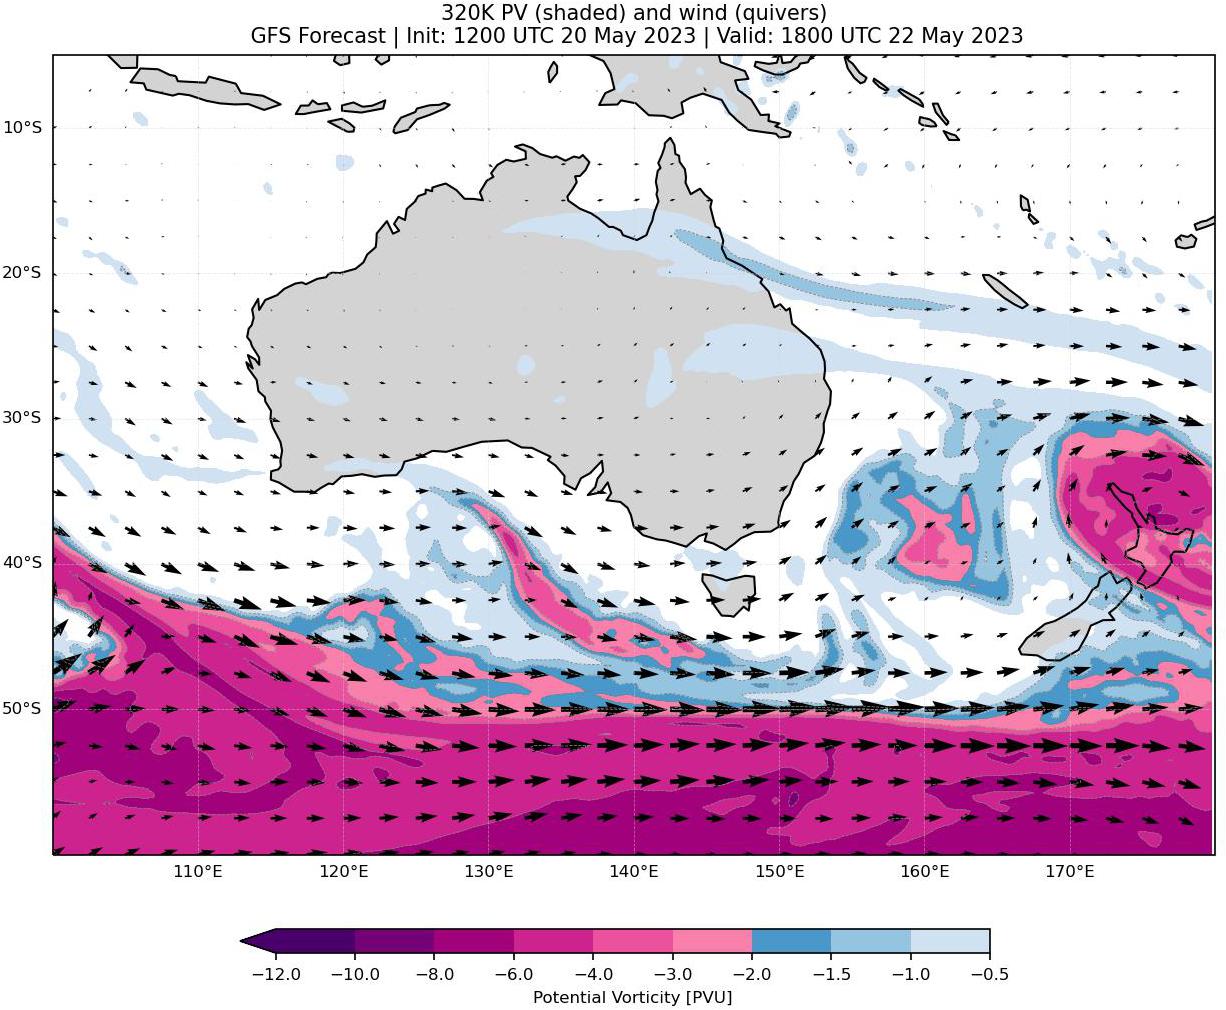 320K PV (shaded) and wind (quivers)
GFS Forecast | Init: 1200 UTC 20 May 2023 | Valid: 1800 UTC 22 May 2023
10°S
20°S
30°S
40°S
50°S
110°E 120°E 130°E 140°E 150°E 160°E 170°E
−12.0 −10.0 −8.0 −6.0 −4.0 −3.0 −2.0 −1.5 −1.0 −0.5
Potential Vorticity [PVU]